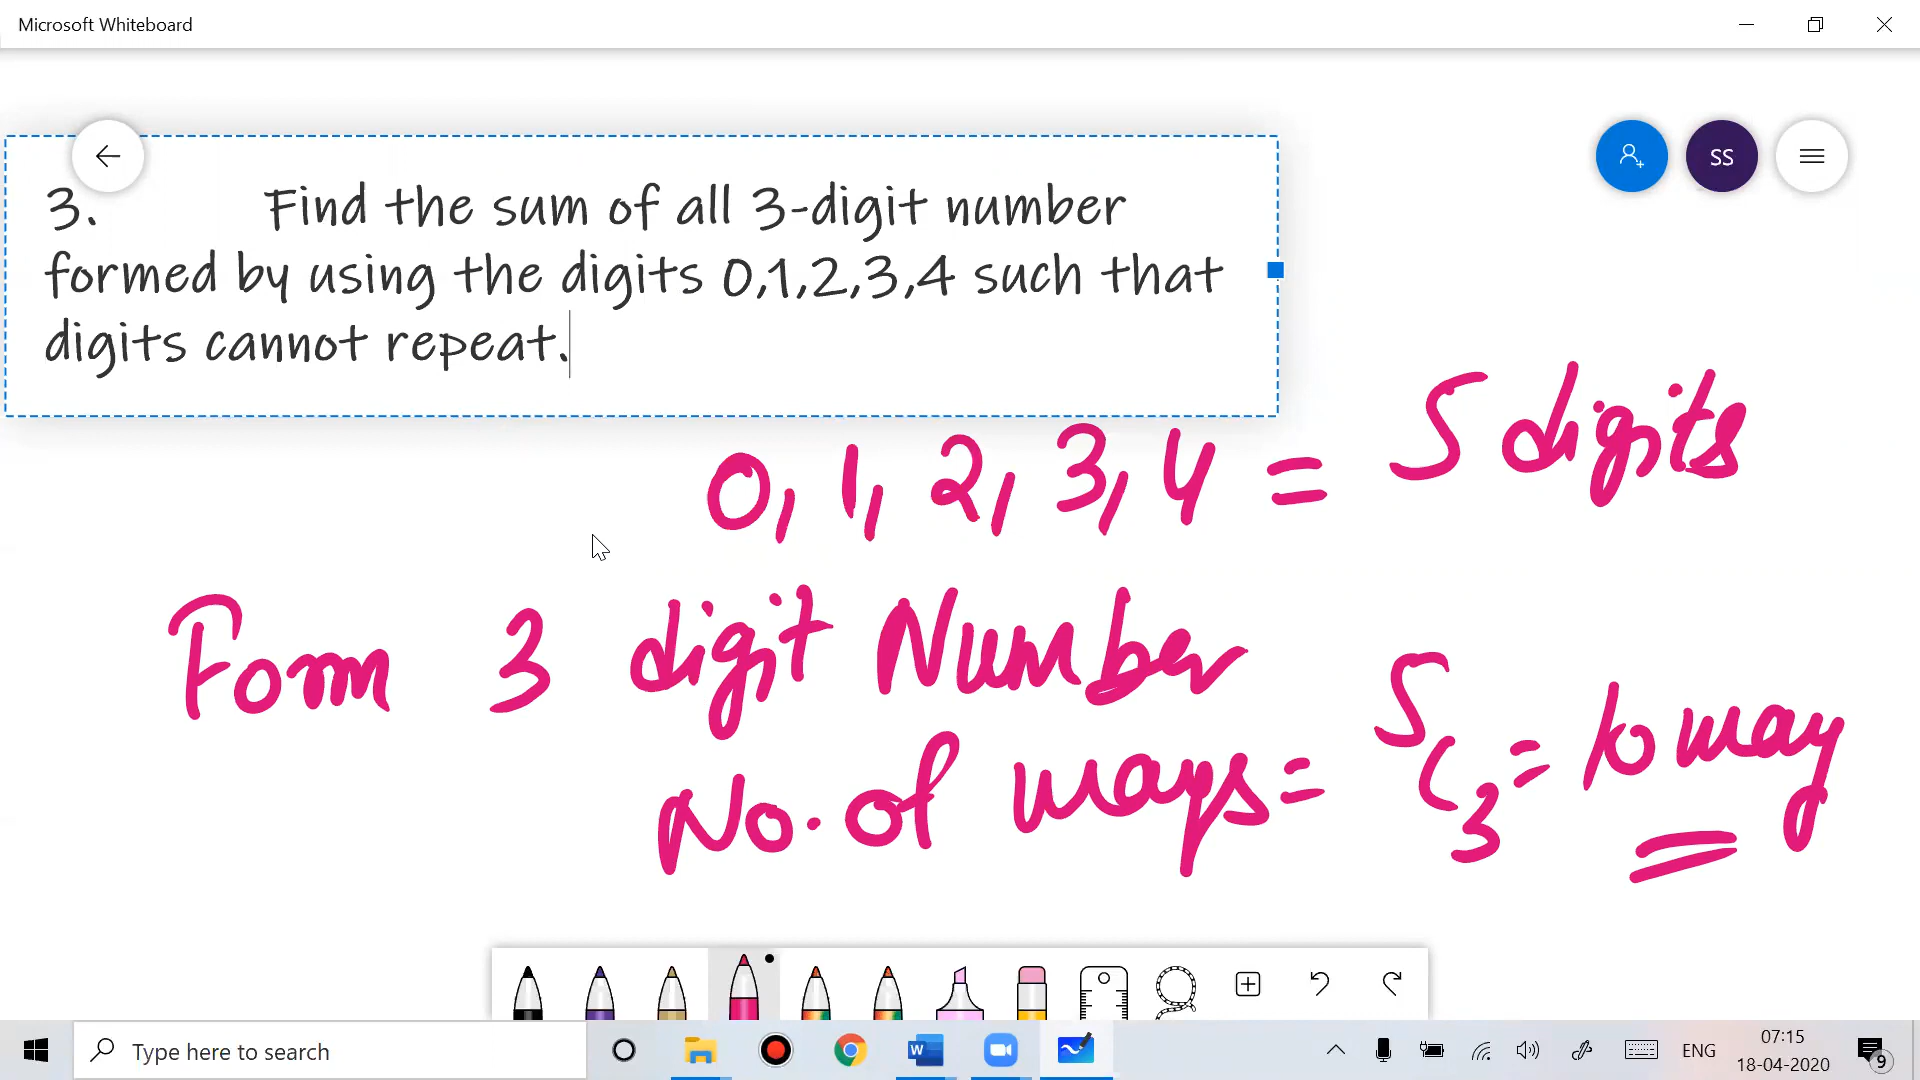 Microsoft Whiteboard
SS
3. Find the sum of all 3-digit number
formed by using the digits 0,1,2,3,4 such that
digits cannot repeat.
0, 1, 2, 3, 4 = 5 digits
Form 3 digit Number
No. of ways = 5C3 = 10 way
Type here to search
W
ENG
07:15
18-04-2020
9